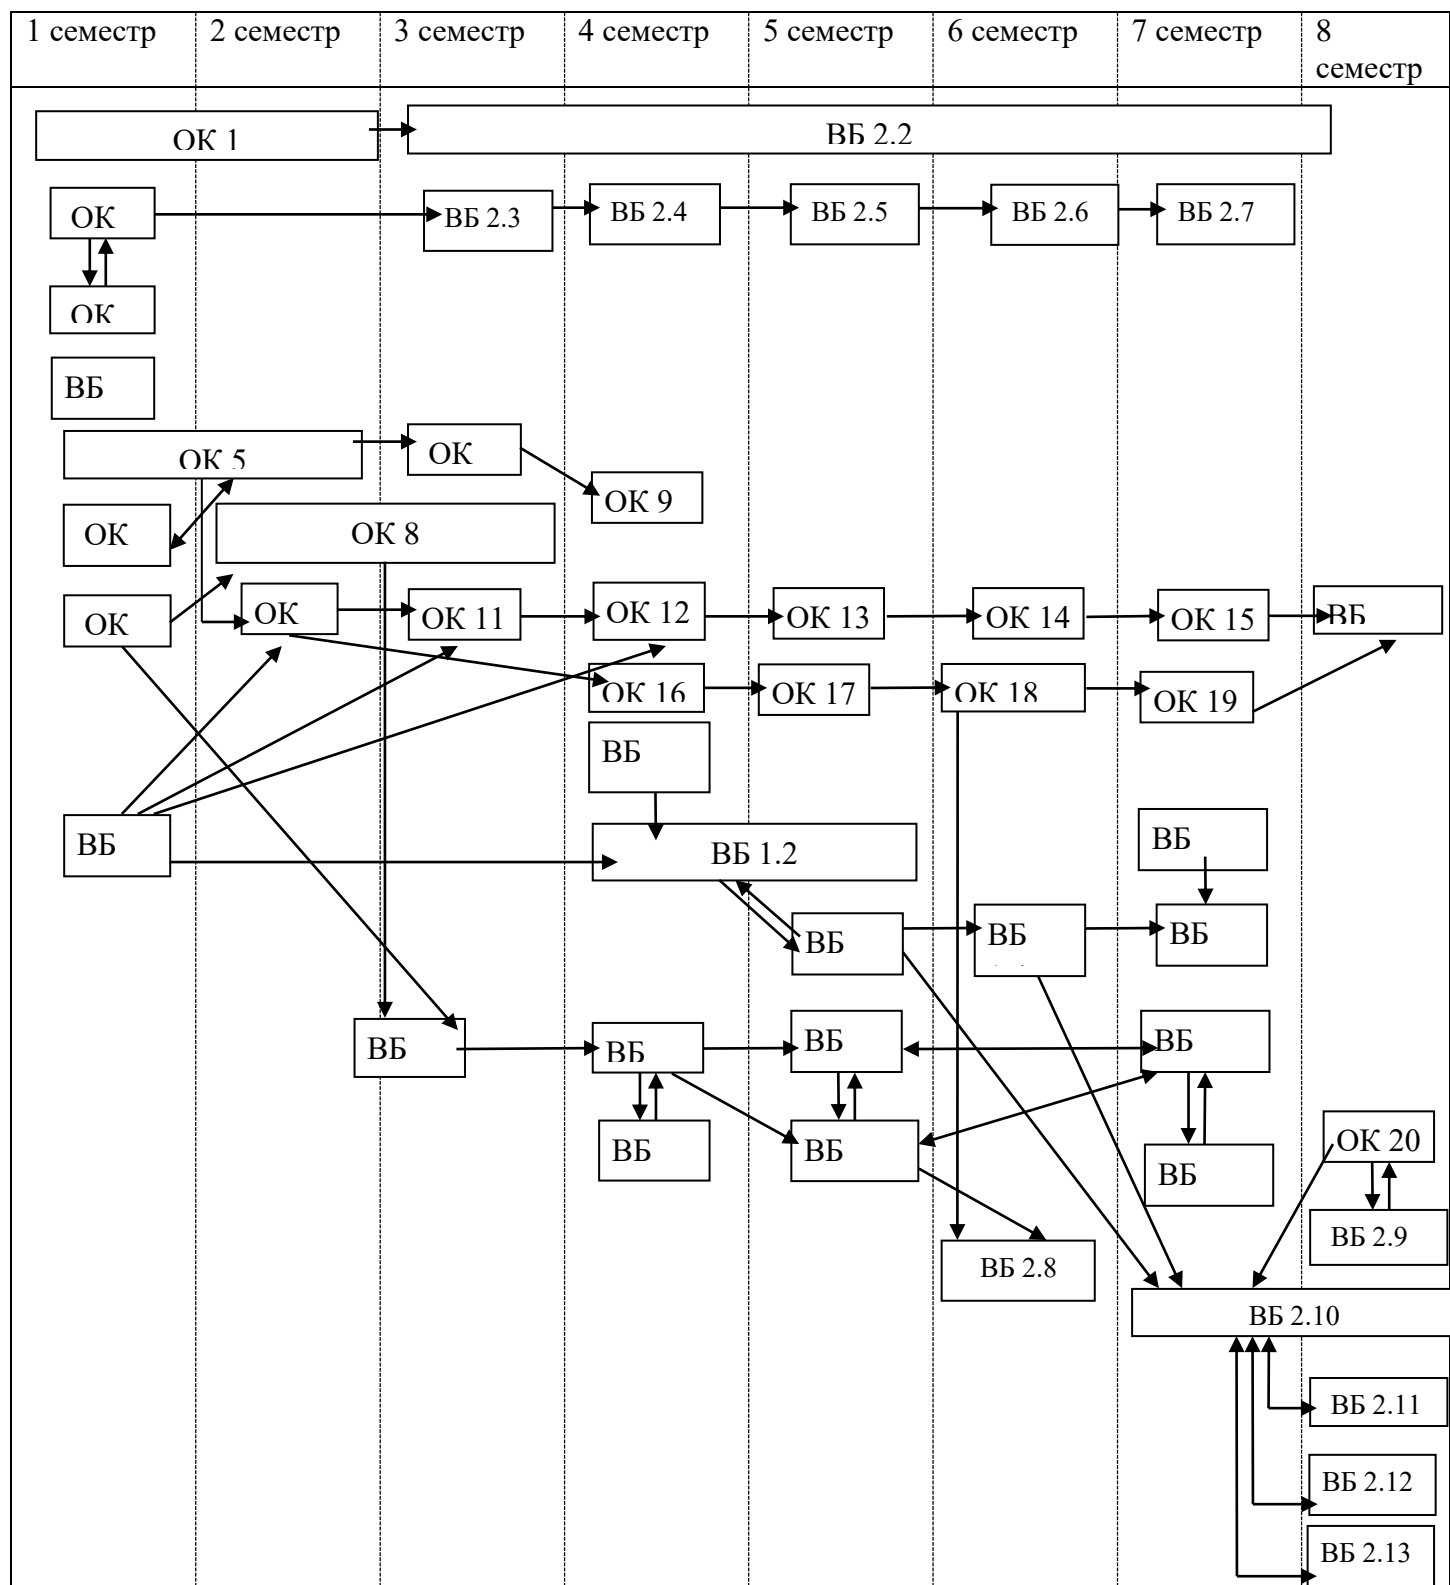 1 семестр 2 семестр 3 семестр 4 семестр 5 семестр 6 семестр 7 семестр 8
семестр
ОК 1 ВБ 2.2
ОК ВБ 2.3 ВБ 2.4 ВБ 2.5 ВБ 2.6 ВБ 2.7
ОК
ВБ
ОК 5 ОК
ОК 9
ОК ОК 8
ОК ОК ОК 11 ОК 12 ОК 13 ОК 14 ОК 15 ВБ
ОК 16 ОК 17 ОК 18 ОК 19
ВБ
ВБ ВБ 1.2 ВБ
ВБ ВБ ВБ
ВБ ВБ ВБ ВБ
ВБ ВБ ВБ ОК 20
ВБ 2.8 ВБ 2.9
ВБ 2.10
ВБ 2.11
ВБ 2.12
ВБ 2.13